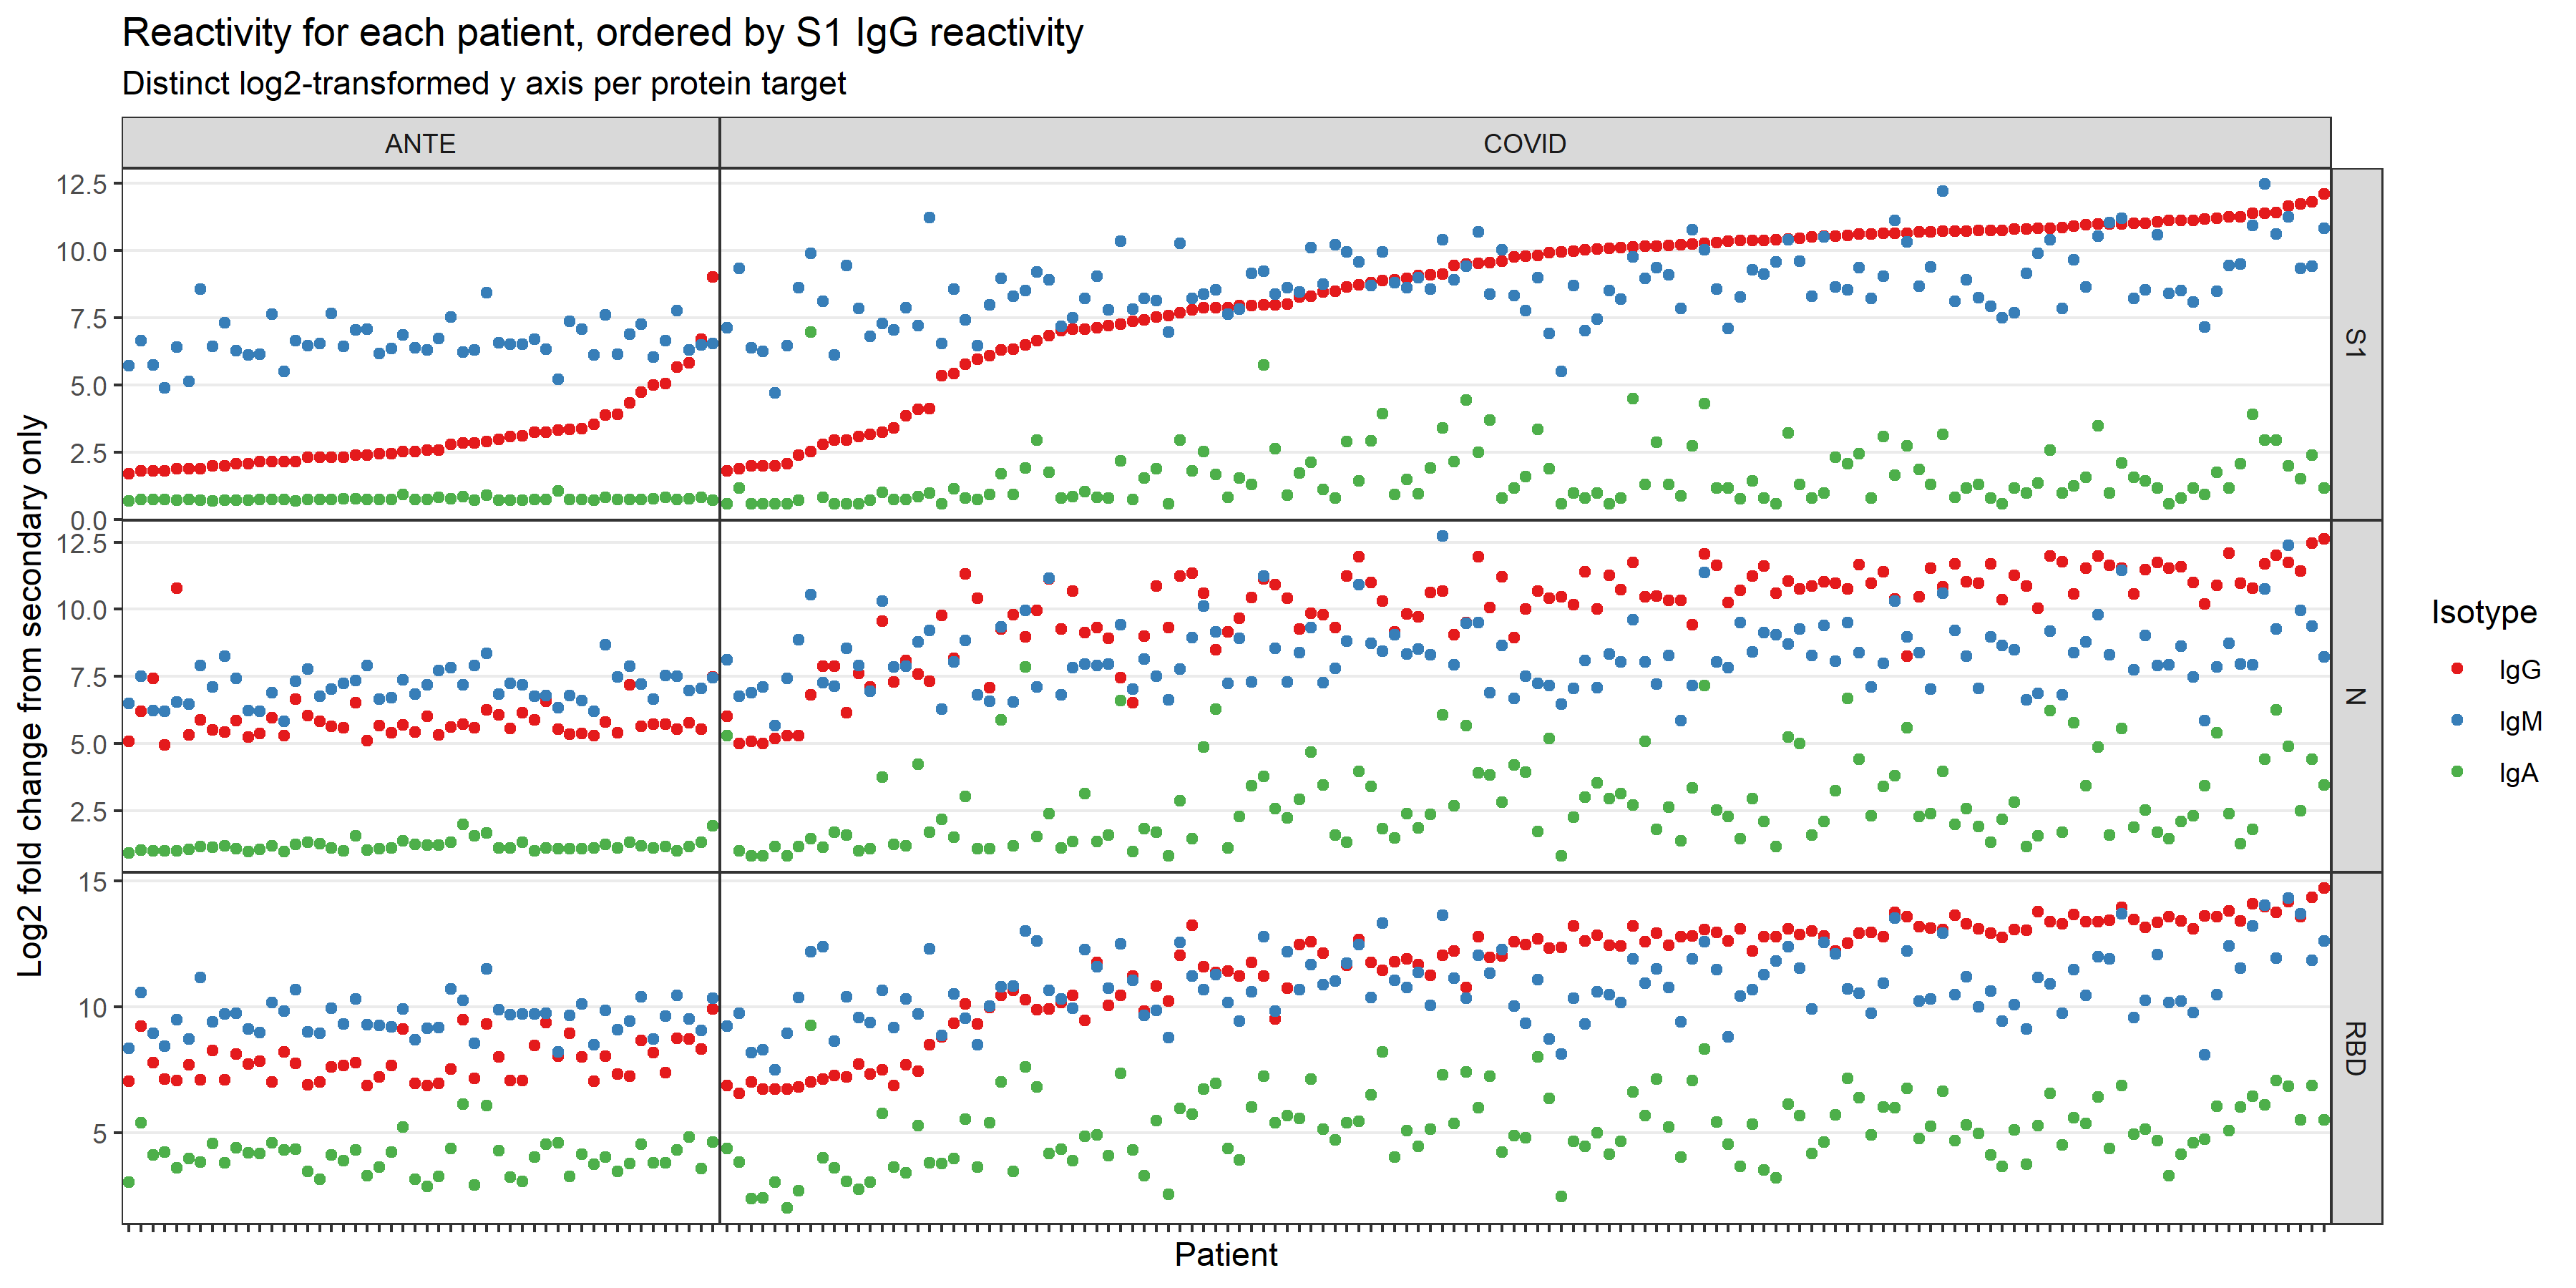 Reactivity for each patient, ordered by S1 IgG reactivity
Distinct log2-transformed y axis per protein target
ANTE
COVID
12.5
10.0
7.5
5.0
2.5
0.0
S1
12.5
10.0
7.5
5.0
2.5
N
15
10
5
RBD
Log2 fold change from secondary only
Patient
Isotype
IgG
IgM
IgA